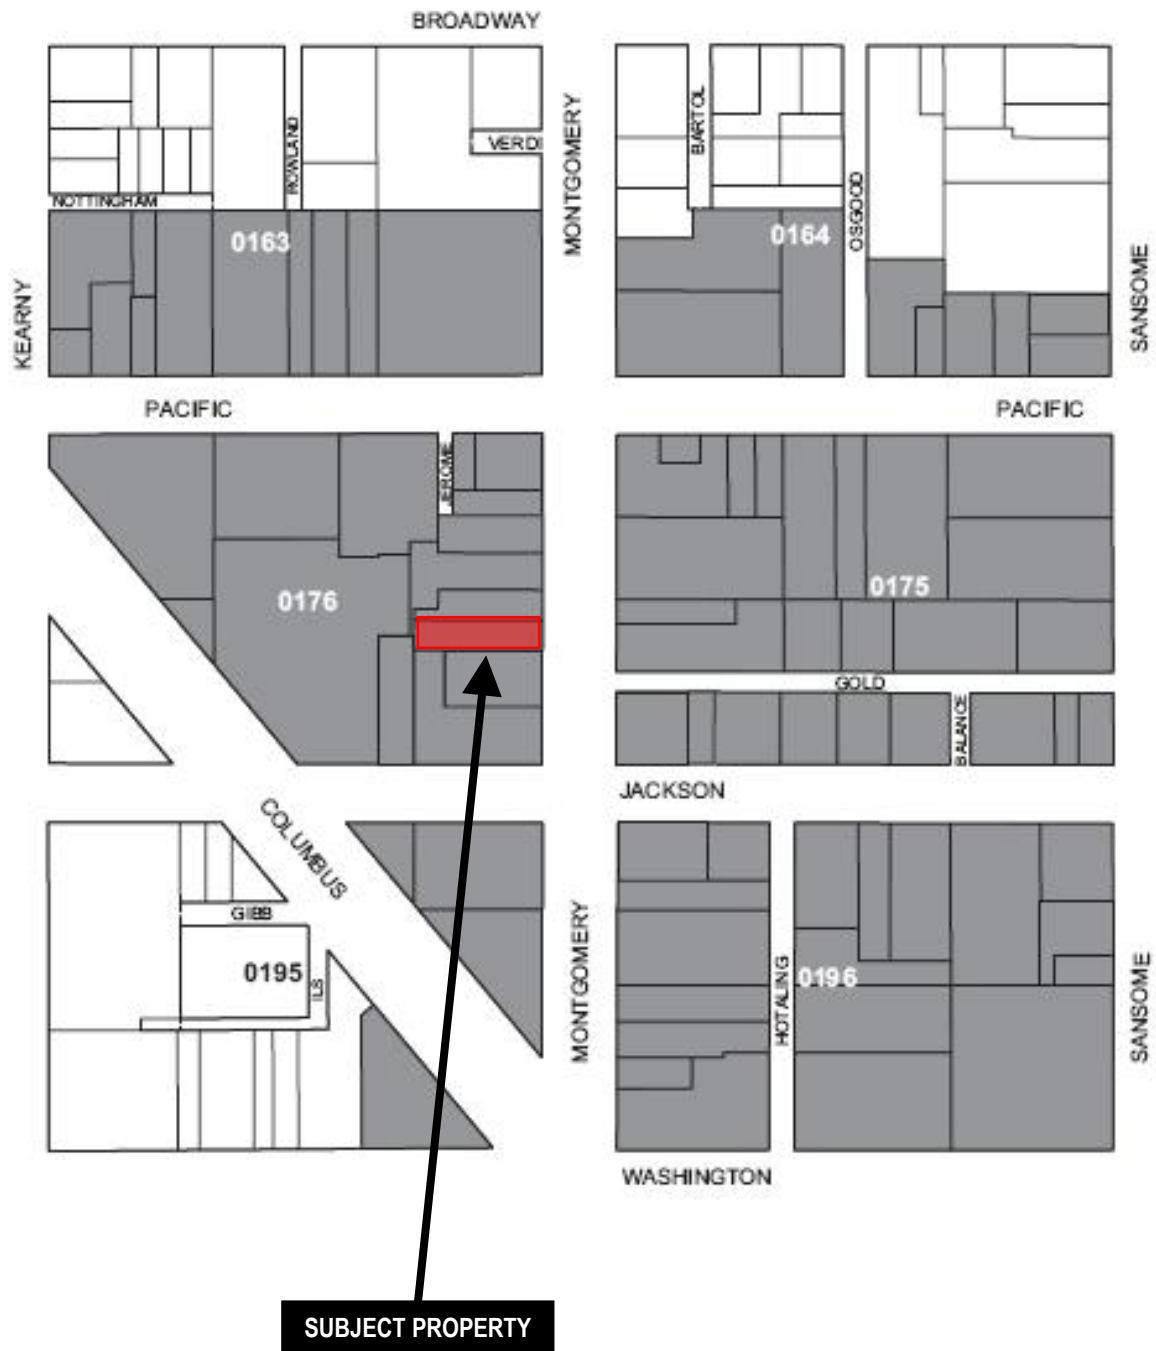 BROADWAY
ROWLAND
VERDI
MONTGOMERY
BARTOL
OSGOOD
NOTTINGHAM
0163
0164
KEARNY
SANSOME
PACIFIC
PACIFIC
JEROME
0176
0175
GOLD
BALANCE
JACKSON
COLUMBUS
GIBB
0195
ILS
MONTGOMERY
HOTALING
0196
SANSOME
WASHINGTON
SUBJECT PROPERTY